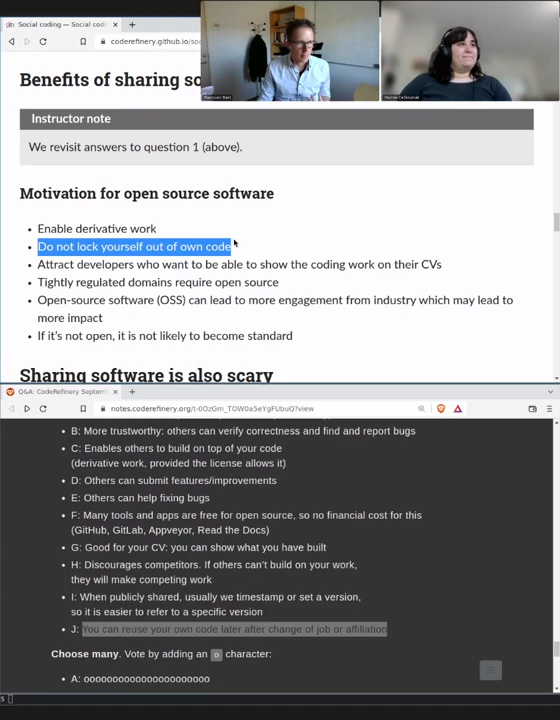 Social coding — Social codi
coderefinery.github.io/so
Benefits of sharing so
Instructor note
We revisit answers to question 1 (above).
Motivation for open source software
Enable derivative work
Do not lock yourself out of own code
Attract developers who want to be able to show the coding work on their CVs
Tightly regulated domains require open source
Open-source software (OSS) can lead to more engagement from industry which may lead to
more impact
If it's not open, it is not likely to become standard
Sharing software is also scary
Q&A: CodeRefinery Septem
notes.coderefinery.org/t-0OzGm_TOW0a5eYgFUbuQ?view
B: More trustworthy: others can verify correctness and find and report bugs
C: Enables others to build on top of your code
(derivative work, provided the license allows it)
D: Others can submit features/improvements
E: Others can help fixing bugs
F: Many tools and apps are free for open source, so no financial cost for this
(GitHub, GitLab, Appveyor, Read the Docs)
G: Good for your CV: you can show what you have built
H: Discourages competitors. If others can't build on your work,
they will make competing work
I: When publicly shared, usually we timestamp or set a version,
so it is easier to refer to a specific version
J: You can reuse your own code later after change of job or affiliation
Choose many. Vote by adding an o character:
A: oooooooooooooooooooooo
$